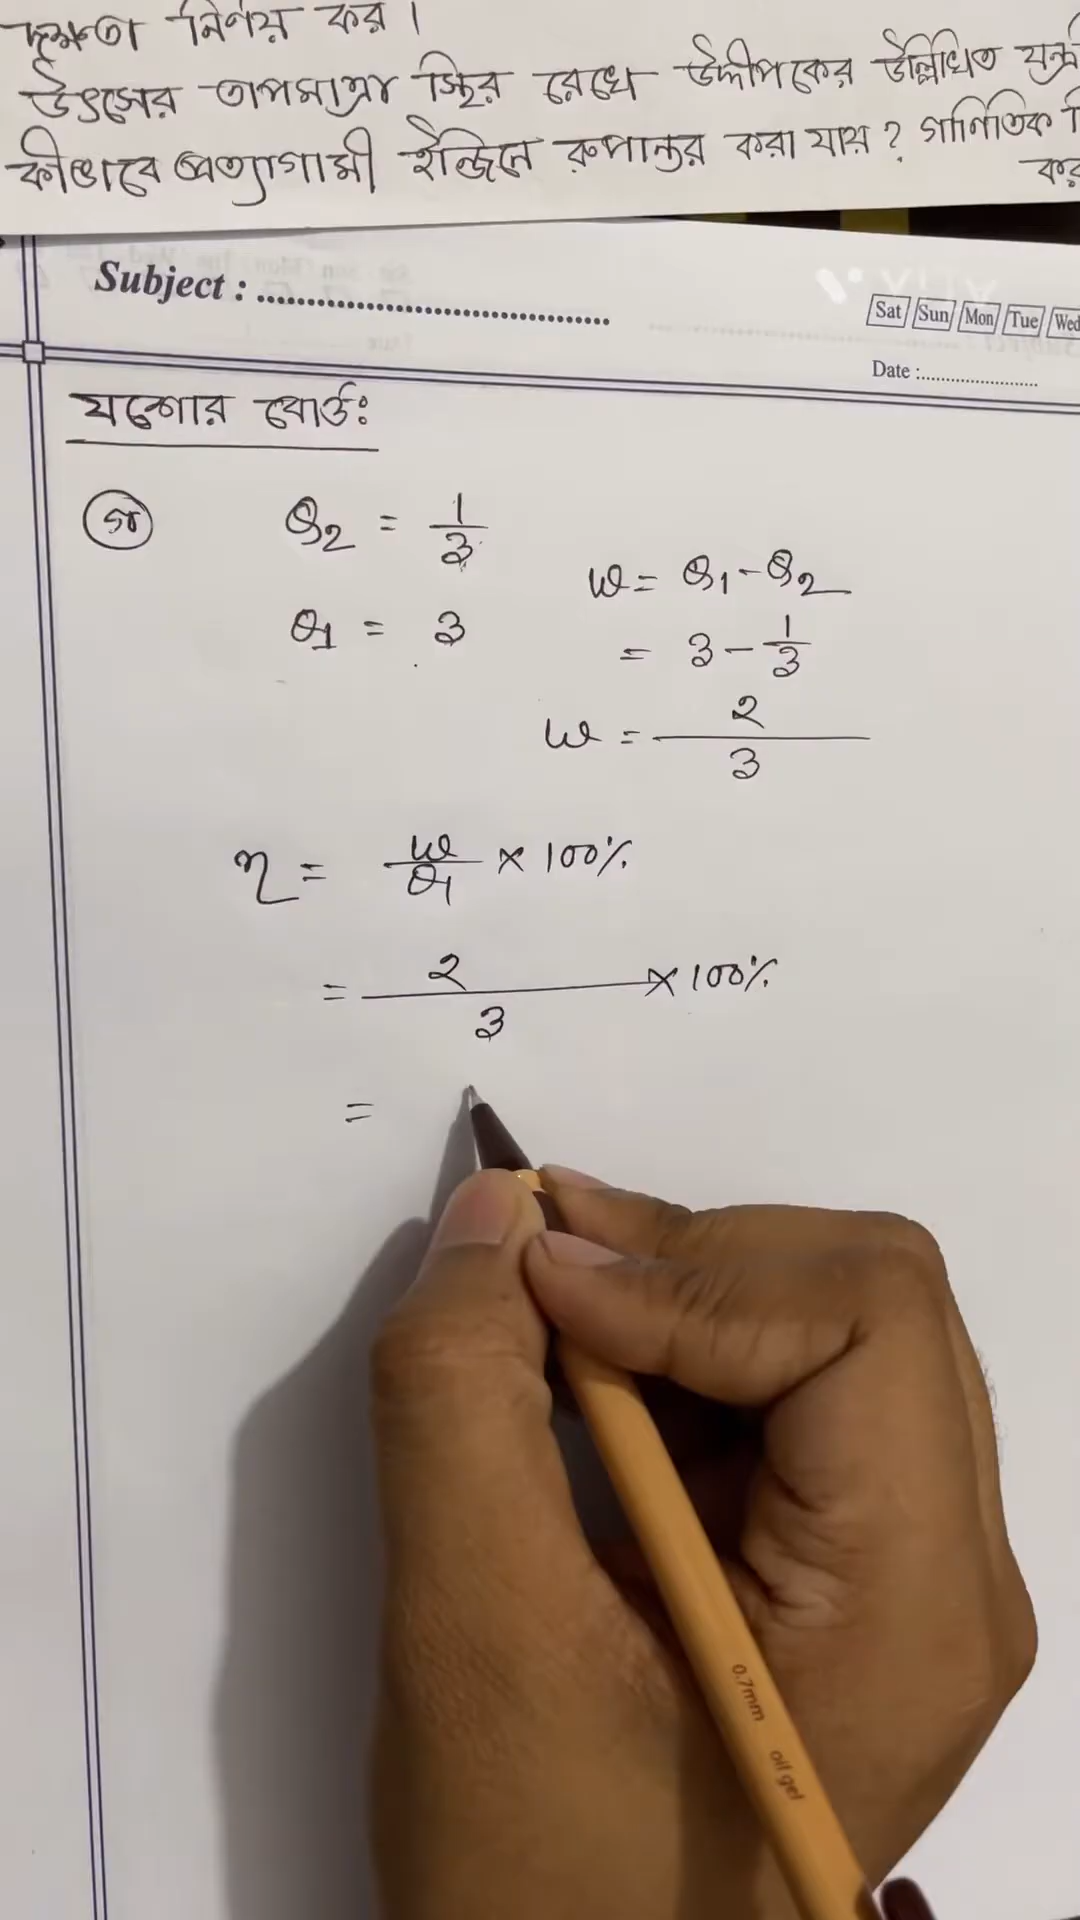 দক্ষতা নির্ণয় কর।
উৎসের তাপমাত্রা স্থির রেখে উদ্দীপকের উল্লিখিত
কীভাবে প্রত্যাগামী ইন্জিনে রুপান্তর করা যায়? গাণিতিক
কর
Subject :
Sat Sun Mon Tue Wed
Date :
যশোর বোর্ড:
গ
Q₂ = 1/3
Q₁ = 3
W = Q₁ - Q₂
= 3 - 1/3
W = 2/3
η = W/Q₁ × 100%
= 2/3 × 100%
=
0.7mm oil gel